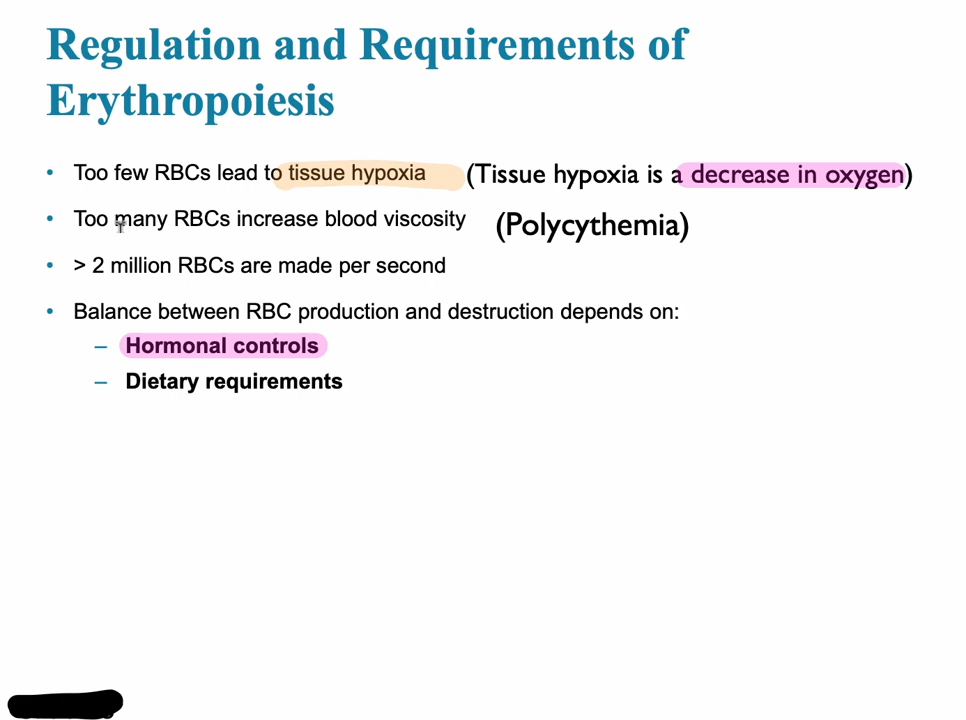 Regulation and Requirements of
Erythropoiesis
• Too few RBCs lead to tissue hypoxia (Tissue hypoxia is a decrease in oxygen)
• Too many RBCs increase blood viscosity (Polycythemia)
• > 2 million RBCs are made per second
• Balance between RBC production and destruction depends on:
– Hormonal controls
– Dietary requirements